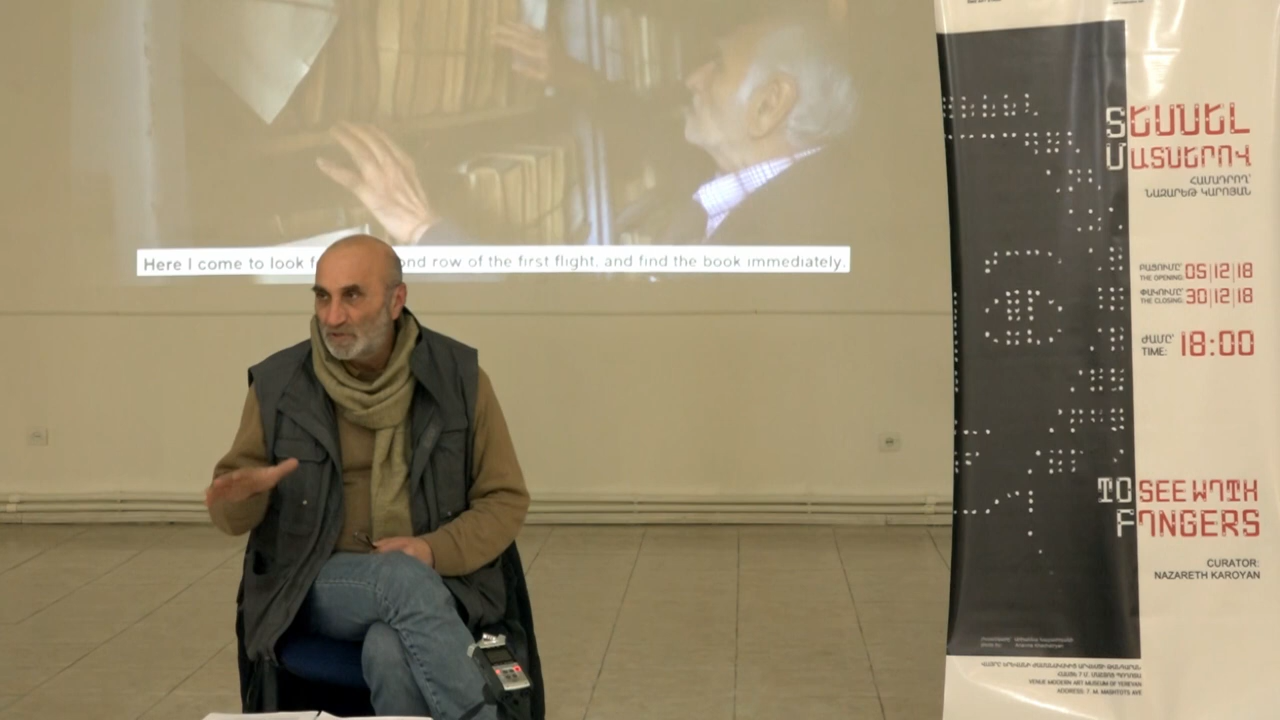 Here I come to look f ond row of the first flight, and find the book immediately.
ՏԵՍՆԵԼ
ՄԱՏՆԵՐՈՎ
ՀԱՄԱԴՐՈՂ՝
ՆԱԶԱՐԵԹ ԿԱՐՈՅԱՆ
ԲԱՑՈՒՄԸ՝
THE OPENING: 05|12|18
ՓԱԿՈՒՄԸ՝
THE CLOSING: 30|12|18
ԺԱՄԸ՝
TIME: 18:00
TO SEE WITH
FINGERS
CURATOR:
NAZARETH KAROYAN
VENUE MODERN ART MUSEUM OF YEREVAN
ADDRESS: 7, M. MASHTOTS AVE